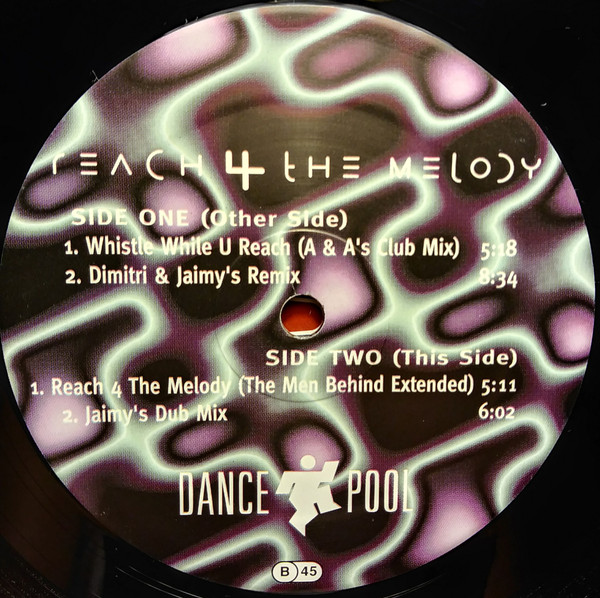 rEACH 4 tHE MElODY
SIDE ONE (Other Side)
1. Whistle While U Reach (A & A's Club Mix) 5:18
2. Dimitri & Jaimy's Remix 8:34
SIDE TWO (This Side)
1. Reach 4 The Melody (The Men Behind Extended) 5:11
2. Jaimy's Dub Mix 6:02
DANCE POOL
B 45